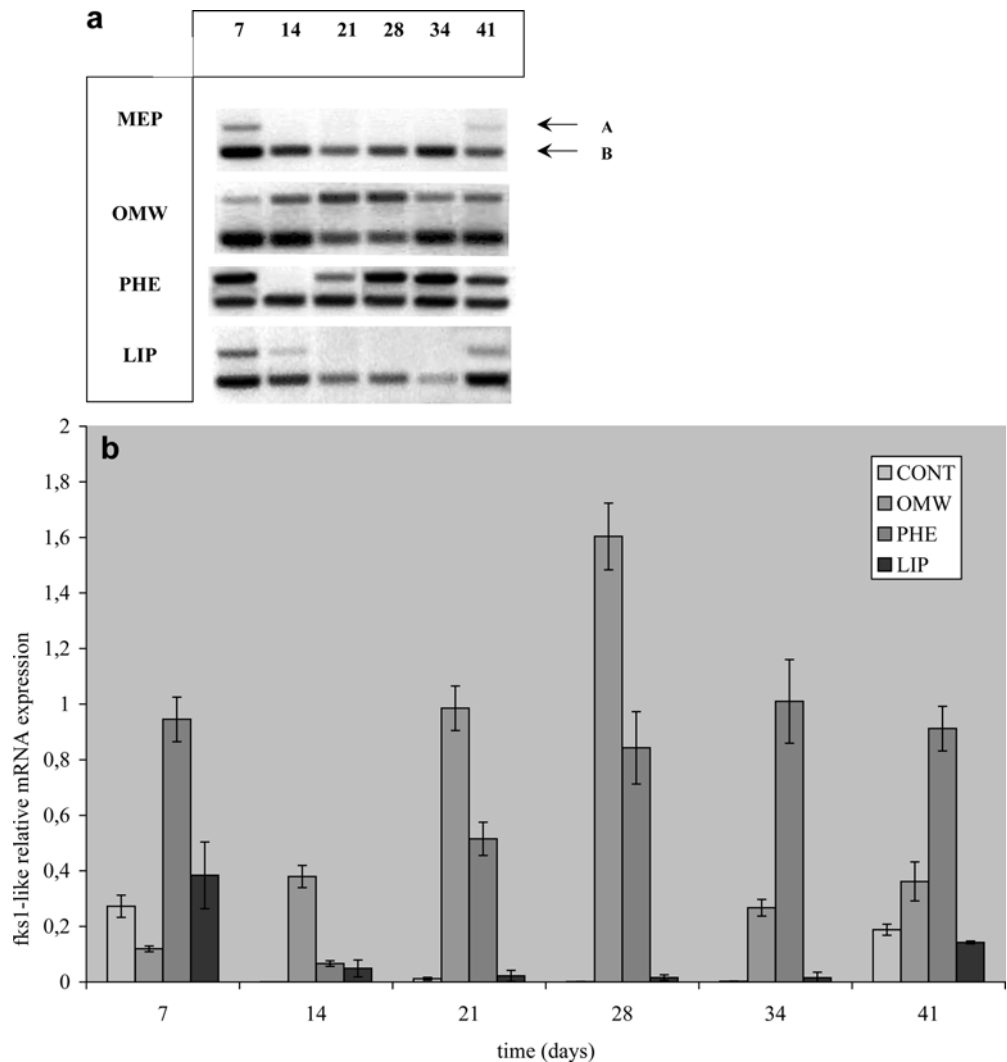 a
7 14 21 28 34 41
MEP
A
B
OMW
PHE
LIP
b
2
1,8
1,6
1,4
1,2
1
0,8
0,6
0,4
0,2
0
fks1-like relative mRNA expression
CONT
OMW
PHE
LIP
7 14 21 28 34 41
time (days)